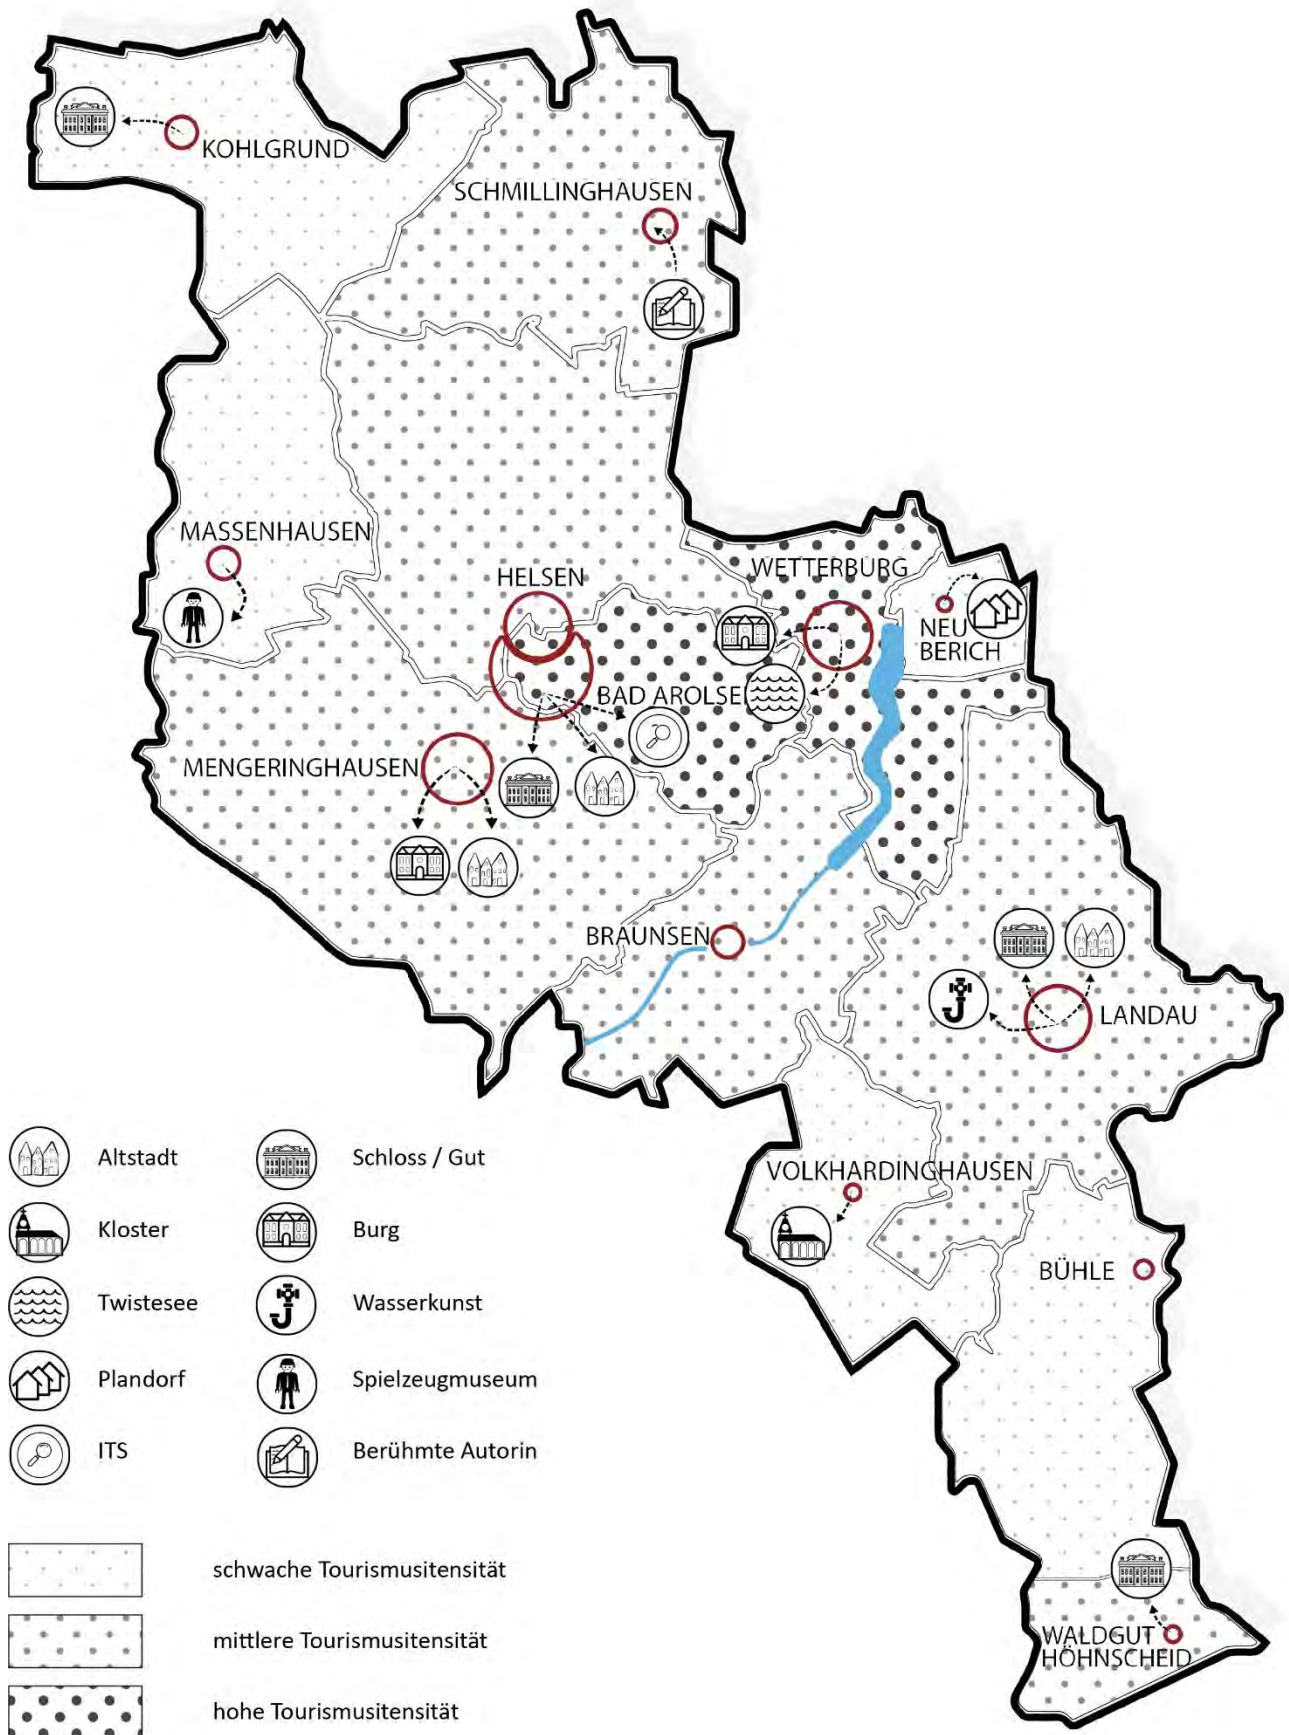 KOHLGRUND
SCHMILLINGHAUSEN
MASSENHAUSEN
HELSEN
WETTERBURG
NEU
BERICH
BAD AROLSE
MENGERINGHAUSEN
BRAUNSEN
LANDAU
VOLKHARDINGHAUSEN
BÜHLE
WALDGUT
HÖHNSCHEID
Altstadt
Schloss / Gut
Kloster
Burg
Twistesee
Wasserkunst
Plandorf
Spielzeugmuseum
ITS
Berühmte Autorin
schwache Tourismusitensität
mittlere Tourismusitensität
hohe Tourismusitensität